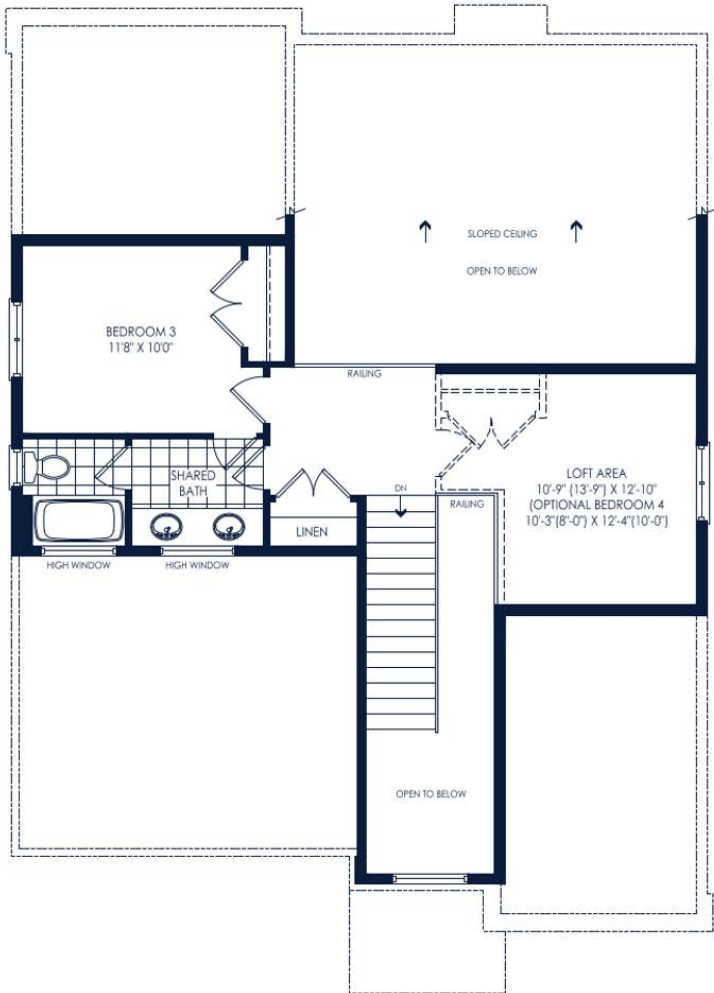 SLOPED CEILING
OPEN TO BELOW
BEDROOM 3
11'8" X 10'0"
RAILING
SHARED
BATH
LOFT AREA
10'-9" (13'-9") X 12'-10"
(OPTIONAL BEDROOM 4
10'-3"(8"-0") X 12'-4"(10'-0")
DN
RAILING
LINEN
HIGH WINDOW
HIGH WINDOW
OPEN TO BELOW